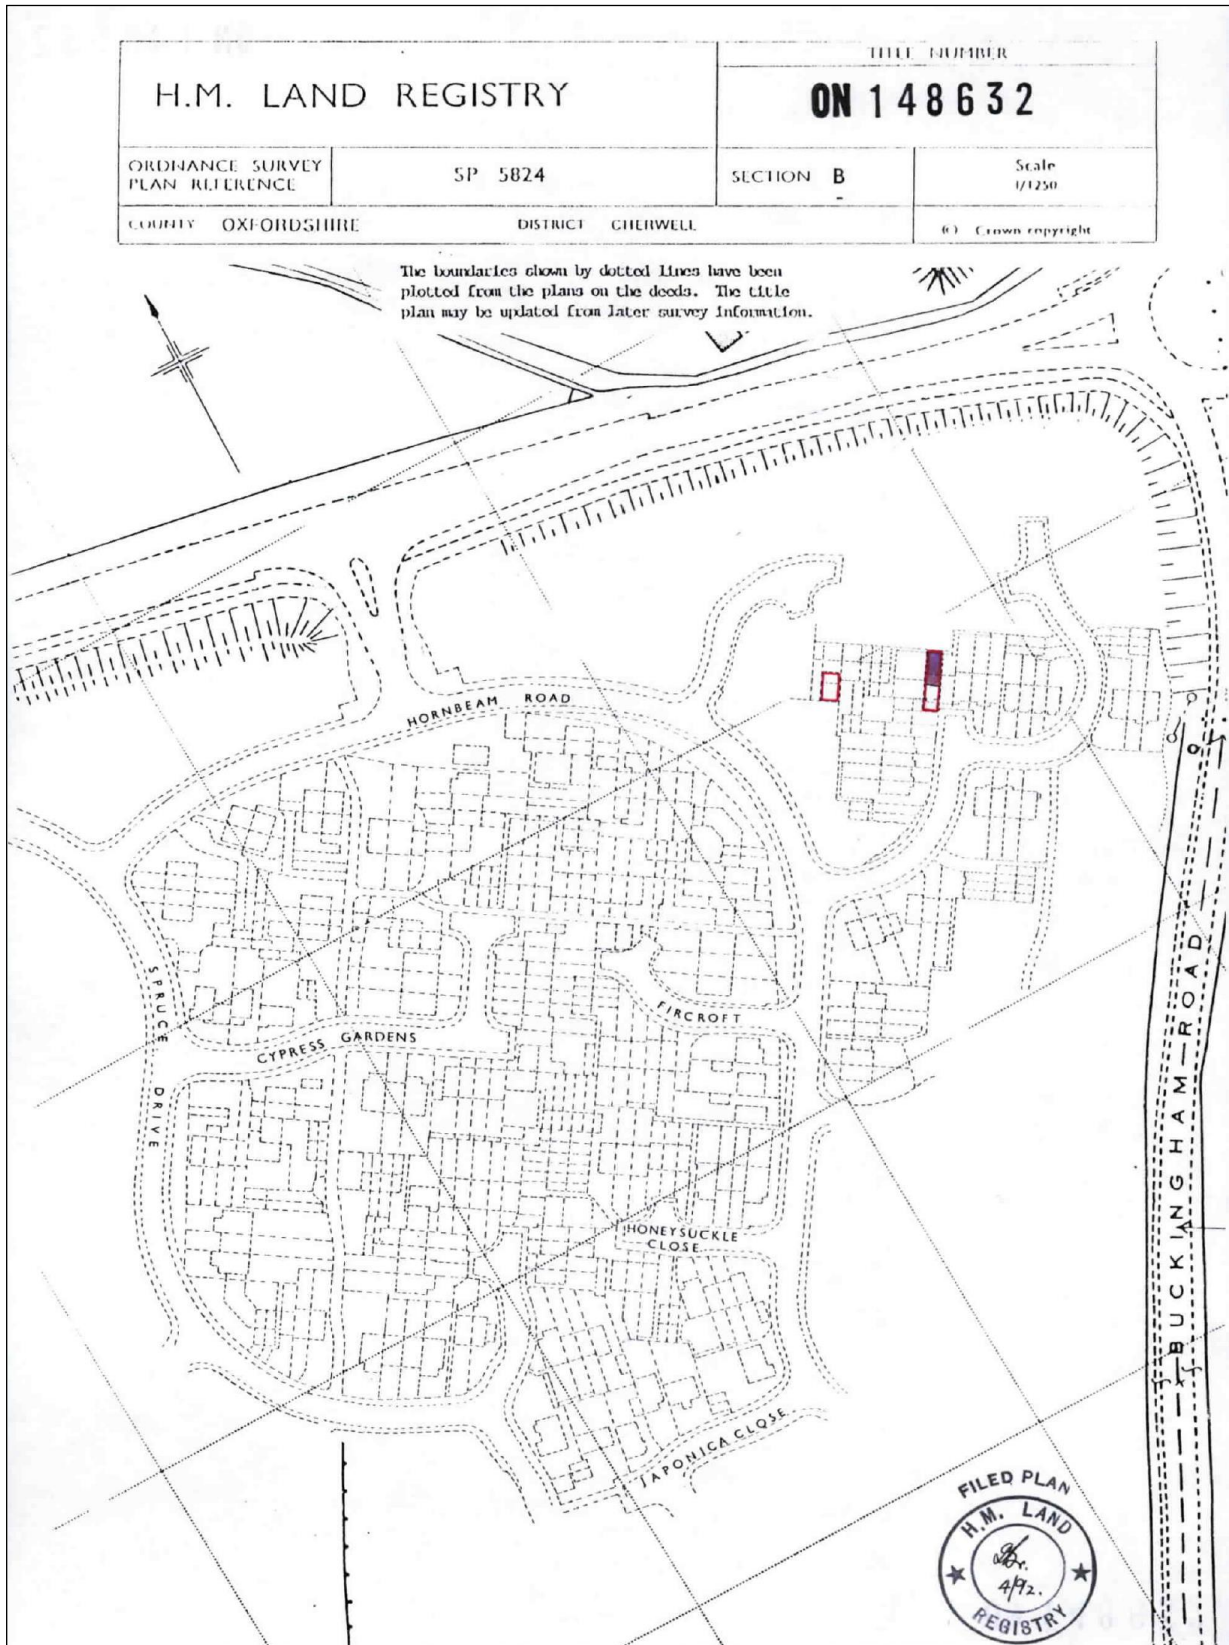 TITLE NUMBER
H.M. LAND REGISTRY
ON 148632
ORDNANCE SURVEY
PLAN REFERENCE
SP 5824
SECTION B
Scale
1/1250
COUNTY OXFORDSHIRE
DISTRICT CHERWELL
(c) Crown copyright
The boundaries shown by dotted lines have been
plotted from the plans on the deeds. The title
plan may be updated from later survey information.
HORNBEAM ROAD
SPRUCE DRIVE
CYPRESS GARDENS
FIRCROFT
BUCKINGHAM ROAD
HONEYSUCKLE
CLOSE
JAPONICA CLOSE
FILED PLAN
H.M. LAND
4/92.
REGISTRY